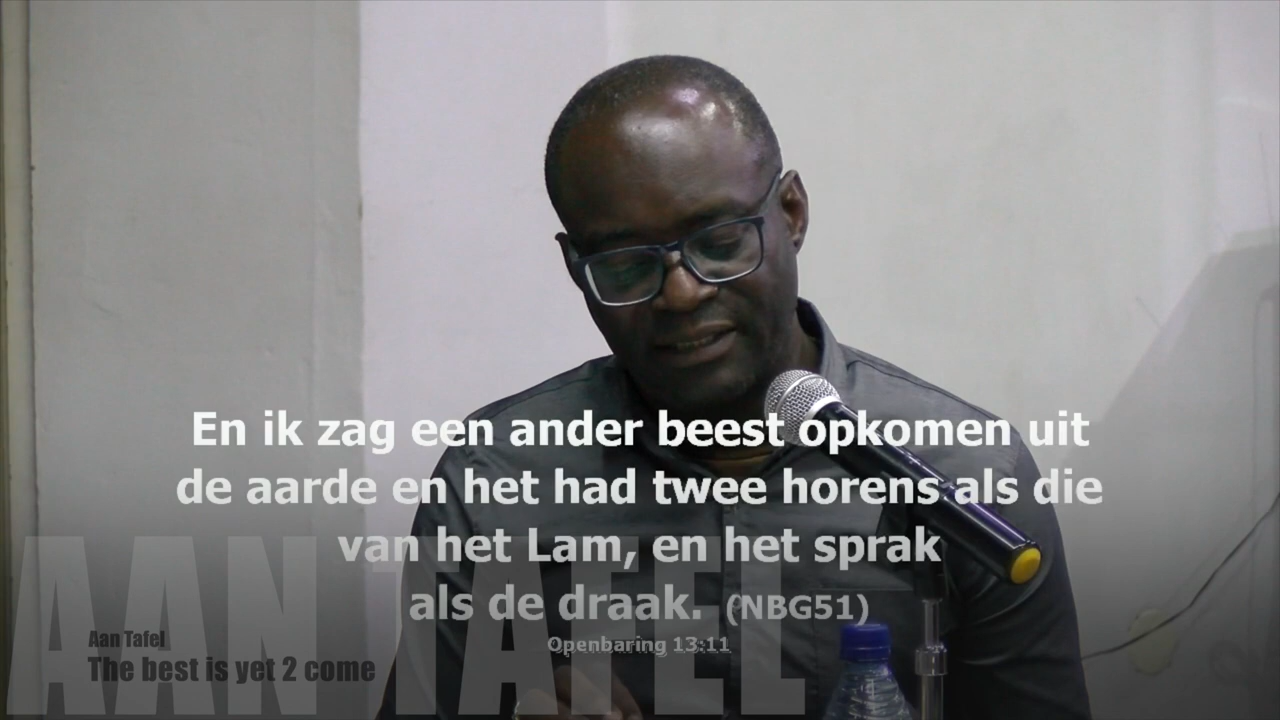 En ik zag een ander beest opkomen uit
de aarde en het had twee horens als die
van het Lam, en het sprak
als de draak. (NBG51)
Openbaring 13:11
AAN TAFEL
Aan Tafel
The best is yet 2 come